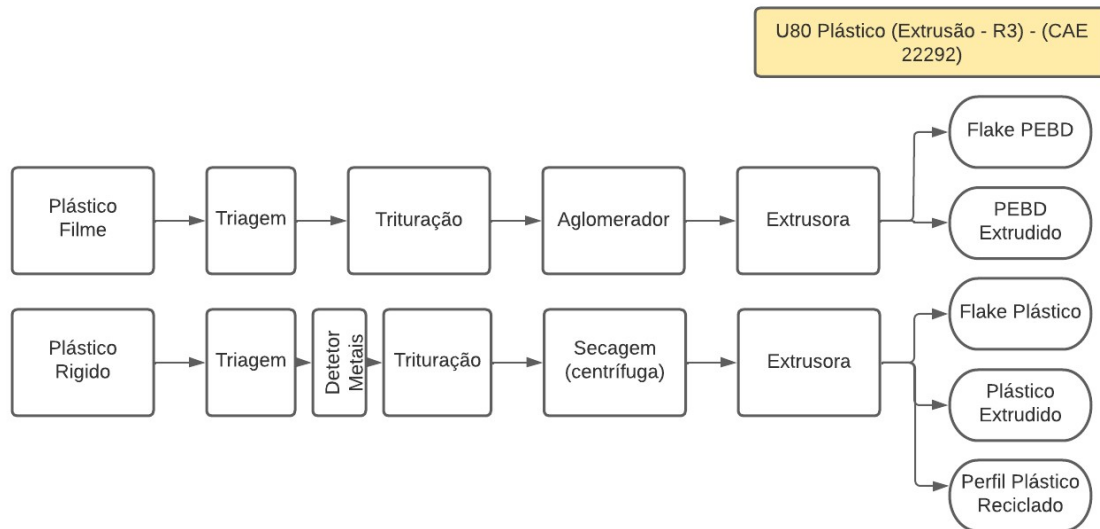 U80 Plástico (Extrusão - R3) - (CAE
22292)
Flake PEBD
Plástico
Filme
Triagem
Trituração
Aglomerador
Extrusora
PEBD
Extrudido
Flake Plástico
Plástico
Rigido
Triagem
Detetor
Metais
Trituração
Secagem
(centrífuga)
Extrusora
Plástico
Extrudido
Perfil Plástico
Reciclado